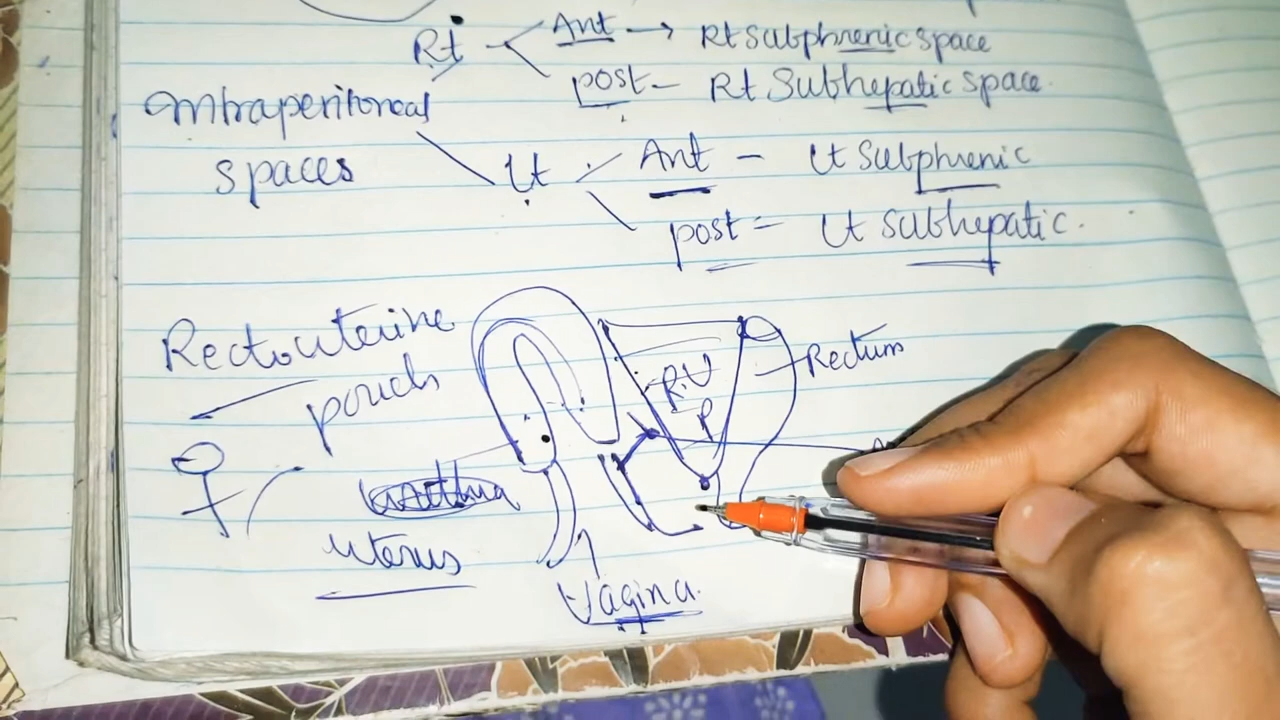 Rt Ant → Rt Subphrenic space
post - Rt Subhepatic space.
Intraperitoneal
spaces
Lt Ant - Lt Subphrenic
post = Lt Subhepatic.
Rectouterine
pouch
R.U
P
Rectum
uterus
Vagina.